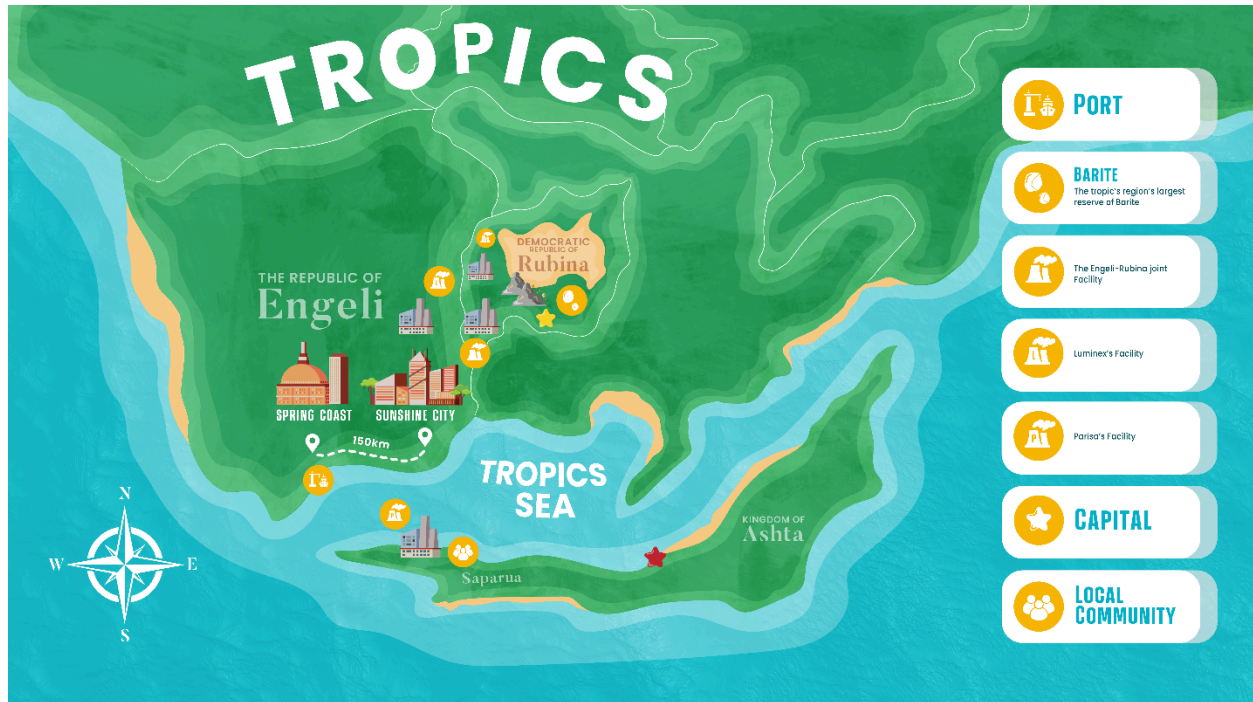 TROPICS
PORT
BARITE
The tropic's region's largest
reserve of Barite
The Engeli-Rubina joint
Facility
Luminex's Facility
Parisa's Facility
CAPITAL
LOCAL
COMMUNITY
DEMOCRATIC
REPUBLIC OF
Rubina
THE REPUBLIC OF
Engeli
SPRING COAST
SUNSHINE CITY
150km
TROPICS
SEA
KINGDOM OF
Ashta
Saparua
N
W
E
S
L
P